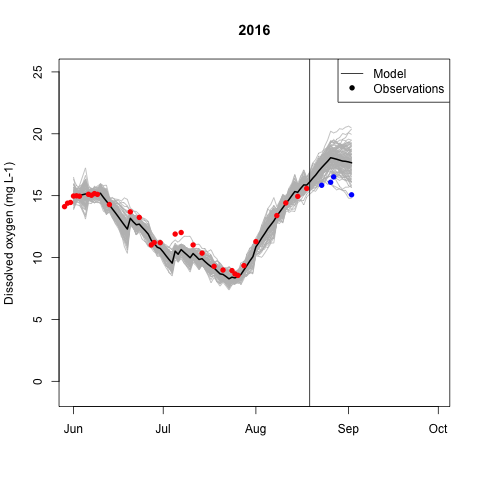 2016
Dissolved oxygen (mg L-1)
25
20
15
10
5
0
Model
Observations
Jun
Jul
Aug
Sep
Oct